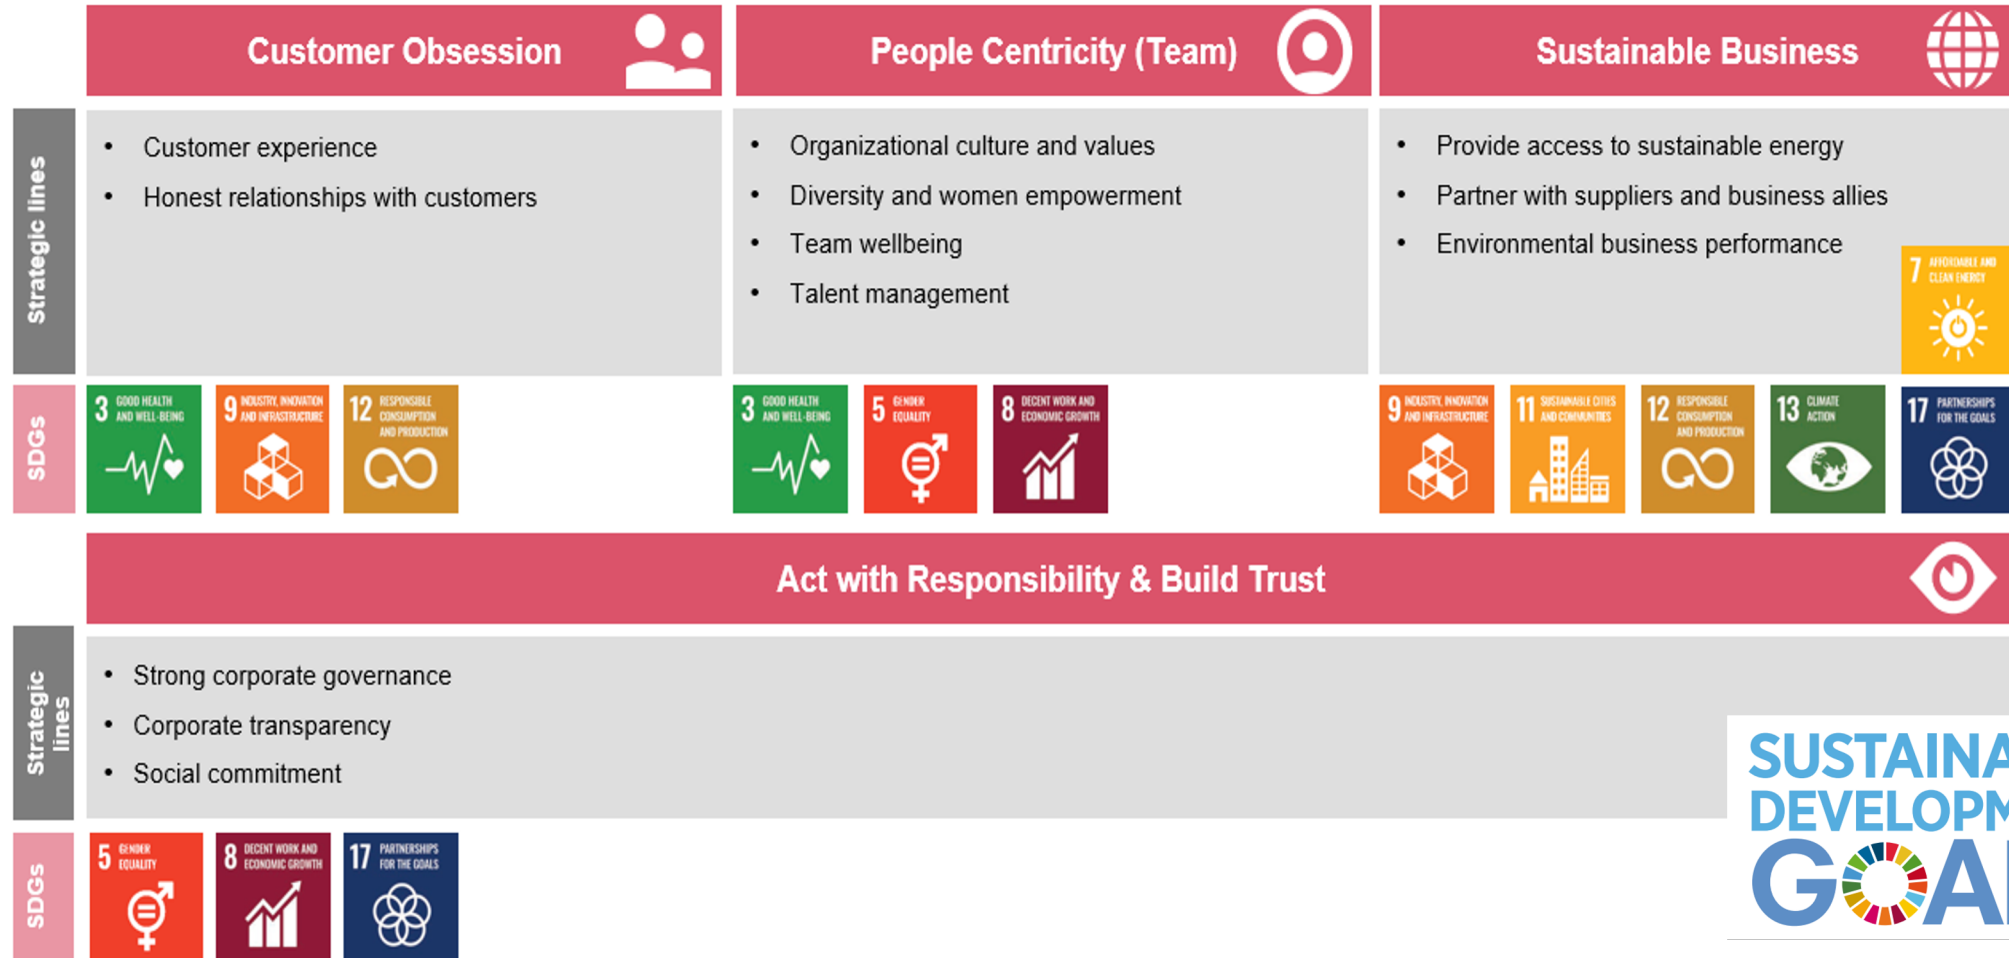 Customer Obsession
People Centricity (Team)
Sustainable Business
Strategic lines
• Customer experience
• Honest relationships with customers
• Organizational culture and values
• Diversity and women empowerment
• Team wellbeing
• Talent management
• Provide access to sustainable energy
• Partner with suppliers and business allies
• Environmental business performance
7 AFFORDABLE AND
CLEAN ENERGY
SDGs
3 GOOD HEALTH
AND WELL-BEING
9 INDUSTRY, INNOVATION
AND INFRASTRUCTURE
12 RESPONSIBLE
CONSUMPTION
AND PRODUCTION
3 GOOD HEALTH
AND WELL-BEING
5 GENDER
EQUALITY
8 DECENT WORK AND
ECONOMIC GROWTH
9 INDUSTRY, INNOVATION
AND INFRASTRUCTURE
11 SUSTAINABLE CITIES
AND COMMUNITIES
12 RESPONSIBLE
CONSUMPTION
AND PRODUCTION
13 CLIMATE
ACTION
17 PARTNERSHIPS
FOR THE GOALS
Act with Responsibility & Build Trust
Strategic
lines
• Strong corporate governance
• Corporate transparency
• Social commitment
SUSTAINA
DEVELOPM
GOA
SDGs
5 GENDER
EQUALITY
8 DECENT WORK AND
ECONOMIC GROWTH
17 PARTNERSHIPS
FOR THE GOALS